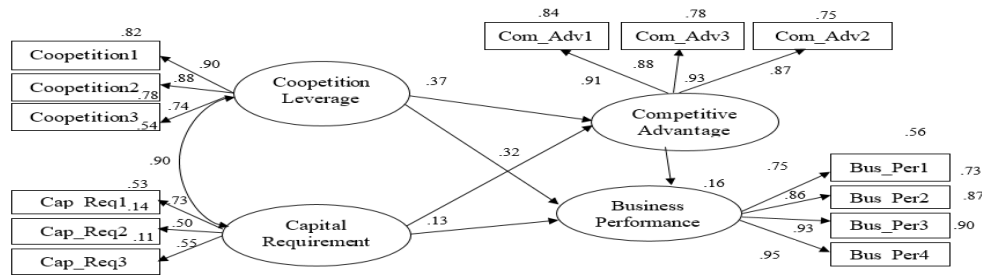 .84
.78
.75
.82
Com_Adv1
Com_Adv3
Com_Adv2
Coopetition1
.90
.88
.91
.88
.93
.87
Coopetition2
.78
.74
Coopetition3
.54
Coopetition
Leverage
.37
Competitive
Advantage
.56
.90
.32
.75
Bus_Per1
.73
.53
.16
.86
Bus_Per2
.87
Cap_Req1
.73
.14
.50
Cap_Req2
.11
.55
Cap_Req3
Capital
Requirement
.13
Business
Performance
.93
Bus_Per3
.90
.95
Bus_Per4